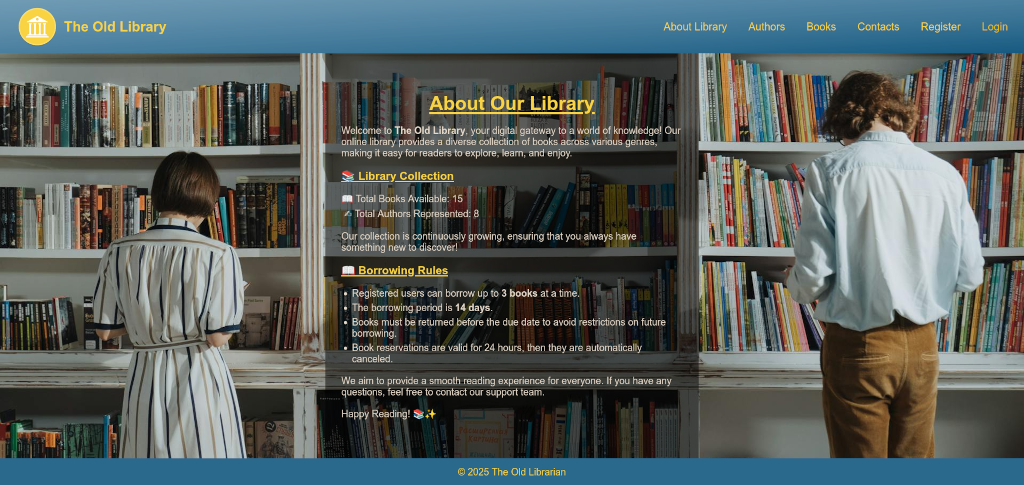 The Old Library
About Library Authors Books Contacts Register Login
About Our Library
Welcome to The Old Library, your digital gateway to a world of knowledge! Our
online library provides a diverse collection of books across various genres,
making it easy for readers to explore, learn, and enjoy.
📚 Library Collection
📖 Total Books Available: 15
✍ Total Authors Represented: 8
Our collection is continuously growing, ensuring that you always have
something new to discover!
📖 Borrowing Rules
• Registered users can borrow up to 3 books at a time.
• The borrowing period is 14 days.
• Books must be returned before the due date to avoid restrictions on future
borrowing.
• Book reservations are valid for 24 hours, then they are automatically
canceled.
We aim to provide a smooth reading experience for everyone. If you have any
questions, feel free to contact our support team.
Happy Reading! 📚✨
© 2025 The Old Librarian